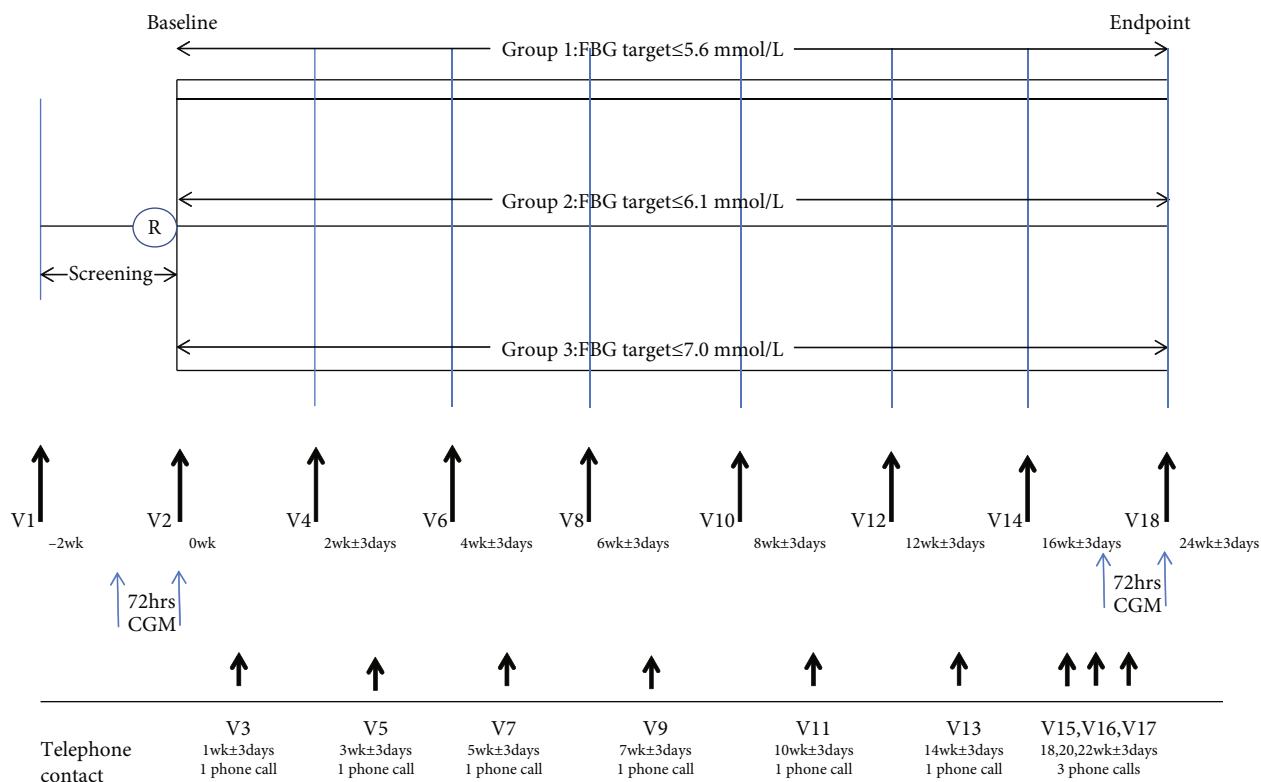 Baseline
Endpoint
Group 1:FBG target≤5.6 mmol/L
Group 2:FBG target≤6.1 mmol/L
R
Screening
Group 3:FBG target≤7.0 mmol/L
V1
V2
V4
V6
V8
V10
V12
V14
V18
–2wk
0wk
2wk±3days
4wk±3days
6wk±3days
8wk±3days
12wk±3days
16wk±3days
24wk±3days
72hrs
CGM
72hrs
CGM
Telephone
contact
V3
1wk±3days
1 phone call
V5
3wk±3days
1 phone call
V7
5wk±3days
1 phone call
V9
7wk±3days
1 phone call
V11
10wk±3days
1 phone call
V13
14wk±3days
1 phone call
V15,V16,V17
18,20,22wk±3days
3 phone calls